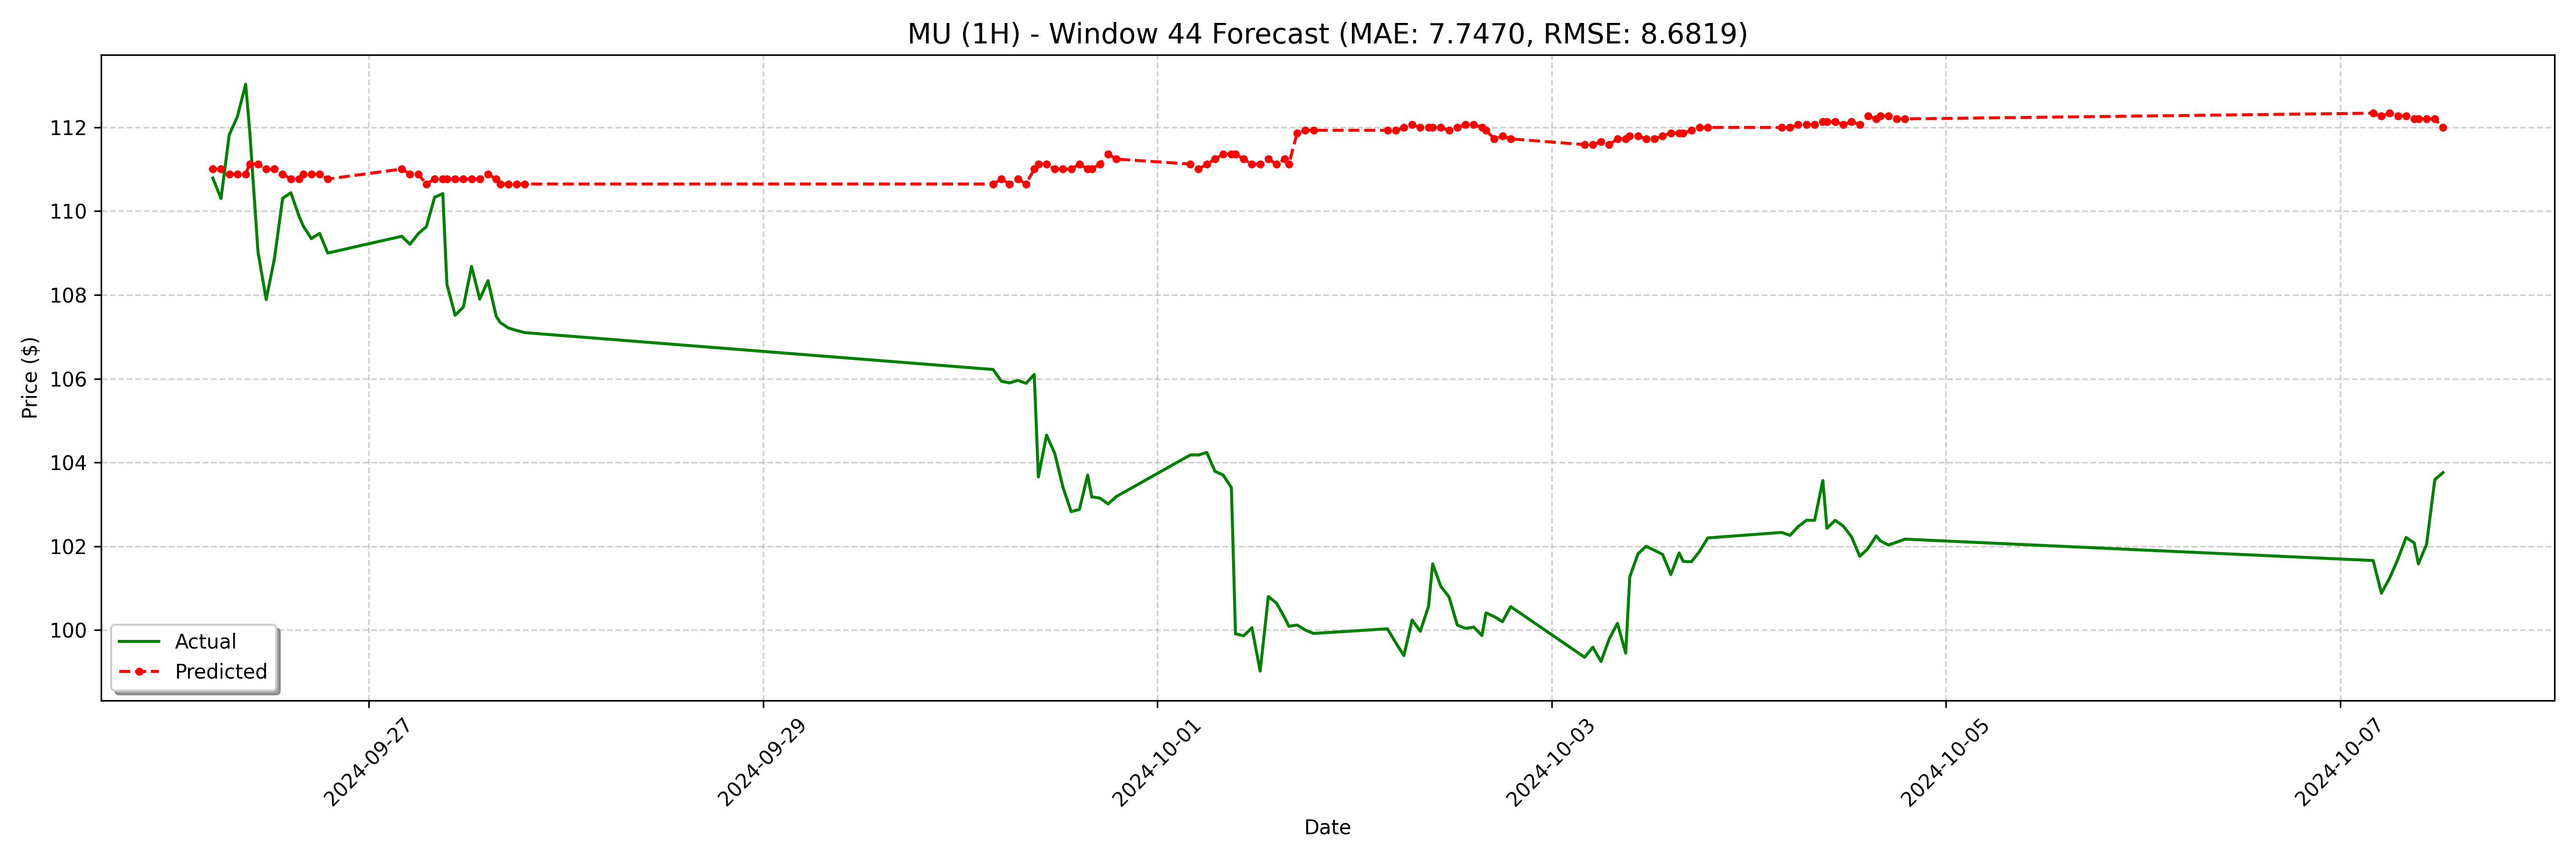 MU (1H) - Window 44 Forecast (MAE: 7.7470, RMSE: 8.6819)
Price ($)
112
110
108
106
104
102
100
Actual
Predicted
2024-09-27
2024-09-29
2024-10-01
2024-10-03
2024-10-05
2024-10-07
Date